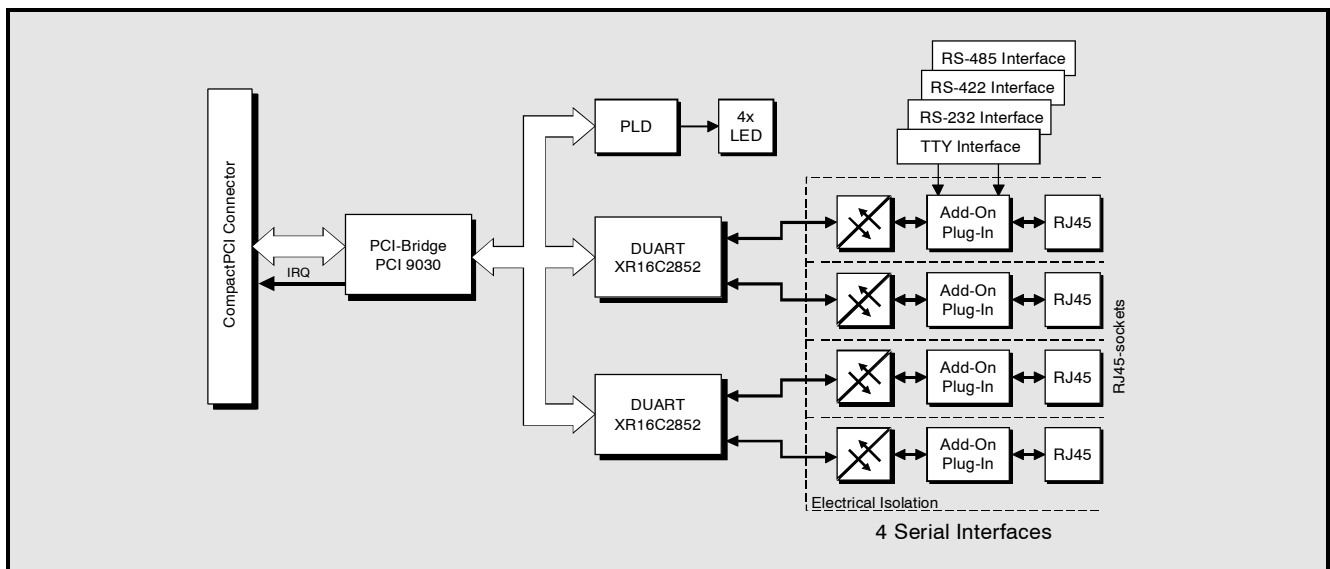 RS-485 Interface
RS-422 Interface
RS-232 Interface
TTY Interface
PLD
4x
LED
CompactPCI Connector
IRQ
PCI-Bridge
PCI 9030
DUART
XR16C2852
DUART
XR16C2852
Add-On
Plug-In
RJ45
Add-On
Plug-In
RJ45
Add-On
Plug-In
RJ45
Add-On
Plug-In
RJ45
RJ45-sockets
Electrical Isolation
4 Serial Interfaces